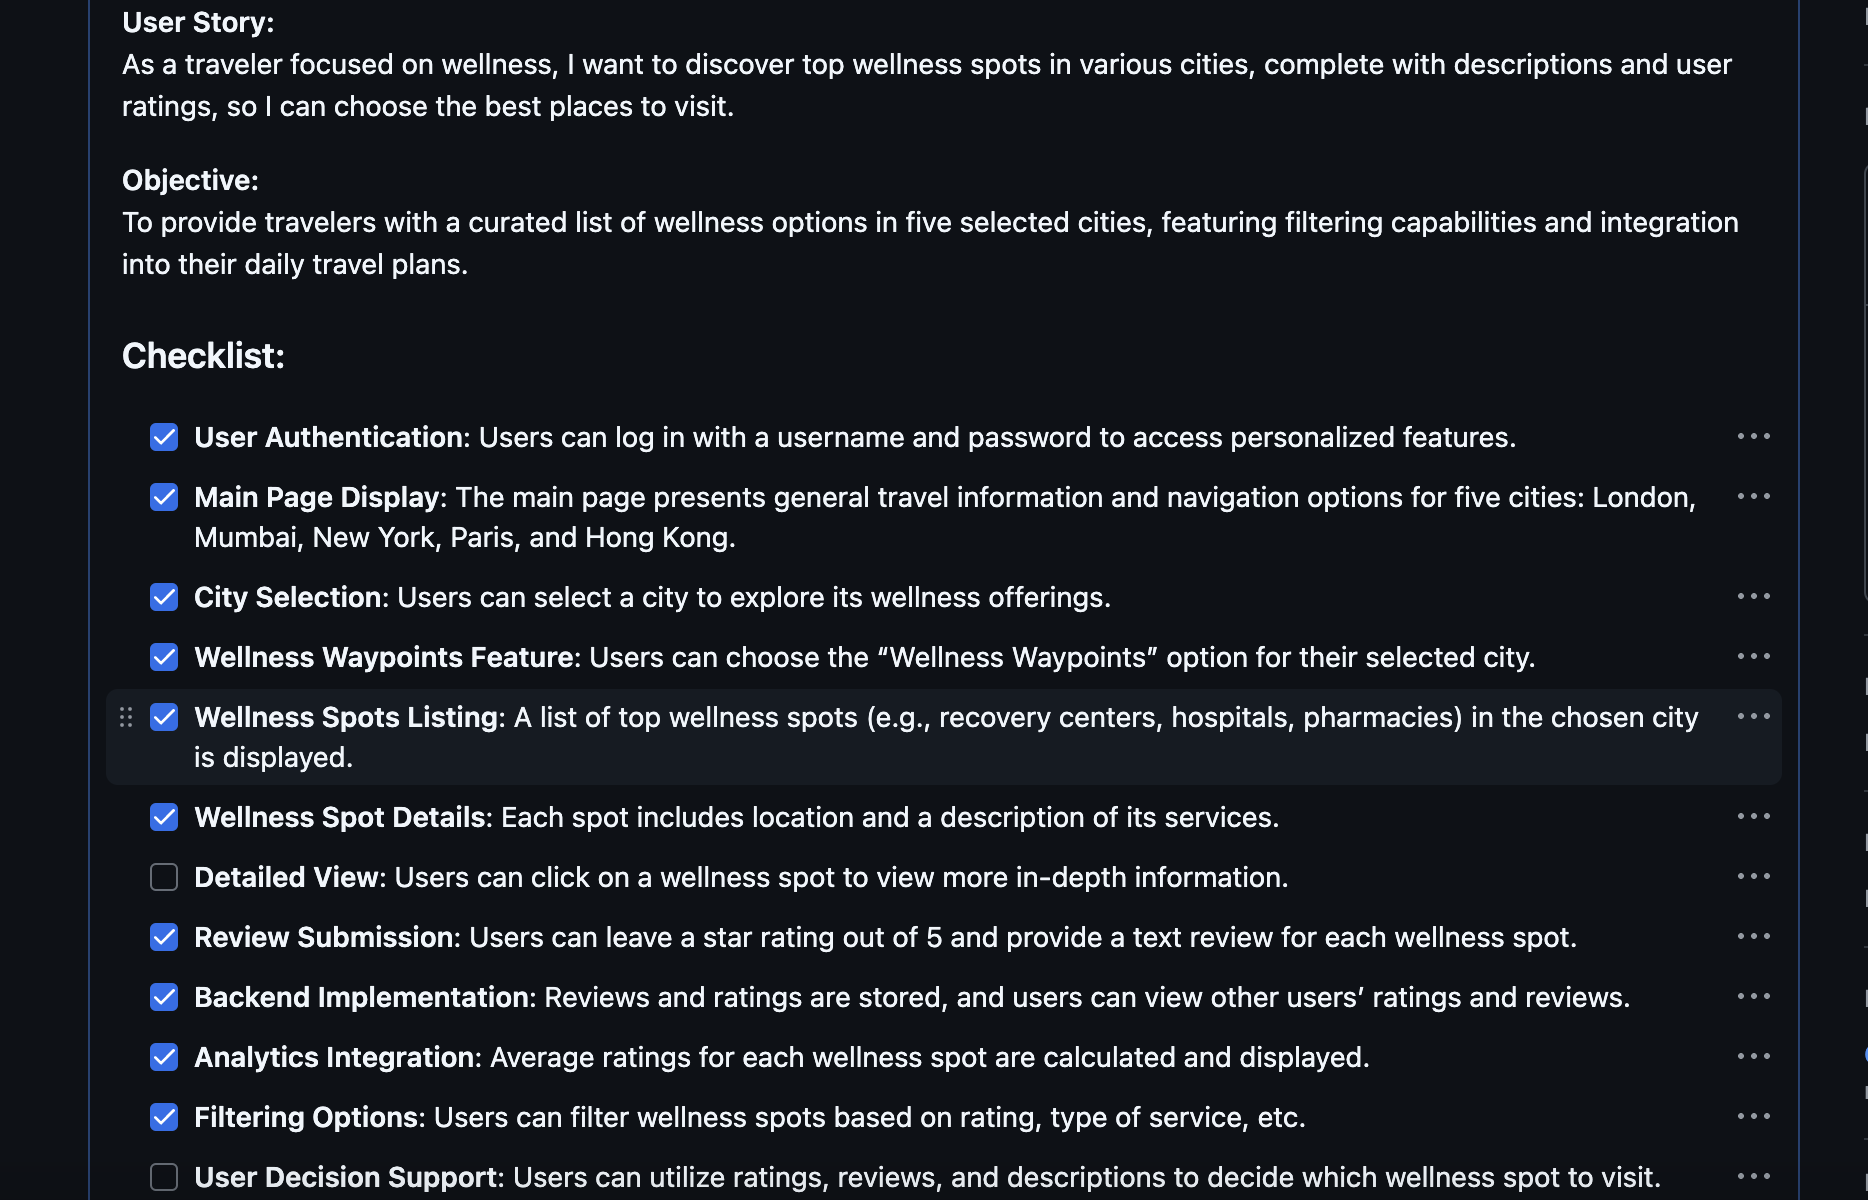 User Story:
As a traveler focused on wellness, I want to discover top wellness spots in various cities, complete with descriptions and user
ratings, so I can choose the best places to visit.
Objective:
To provide travelers with a curated list of wellness options in five selected cities, featuring filtering capabilities and integration
into their daily travel plans.
Checklist:
User Authentication: Users can log in with a username and password to access personalized features.
Main Page Display: The main page presents general travel information and navigation options for five cities: London,
Mumbai, New York, Paris, and Hong Kong.
City Selection: Users can select a city to explore its wellness offerings.
Wellness Waypoints Feature: Users can choose the “Wellness Waypoints” option for their selected city.
Wellness Spots Listing: A list of top wellness spots (e.g., recovery centers, hospitals, pharmacies) in the chosen city
is displayed.
Wellness Spot Details: Each spot includes location and a description of its services.
Detailed View: Users can click on a wellness spot to view more in-depth information.
Review Submission: Users can leave a star rating out of 5 and provide a text review for each wellness spot.
Backend Implementation: Reviews and ratings are stored, and users can view other users’ ratings and reviews.
Analytics Integration: Average ratings for each wellness spot are calculated and displayed.
Filtering Options: Users can filter wellness spots based on rating, type of service, etc.
User Decision Support: Users can utilize ratings, reviews, and descriptions to decide which wellness spot to visit.